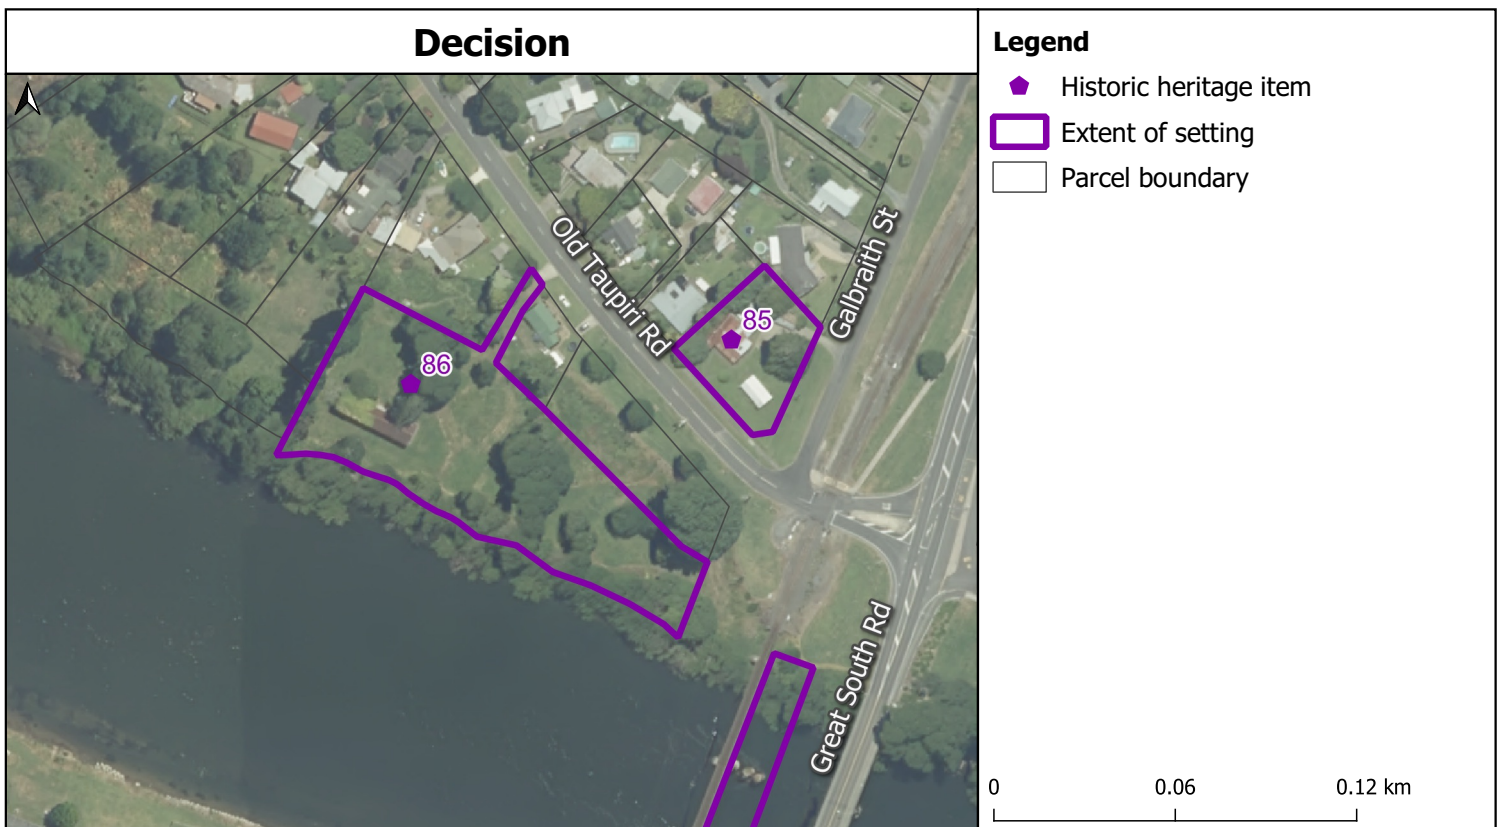 Decision
Legend
Historic heritage item
Extent of setting
Parcel boundary
Old Taupiri Rd
Galbraith St
85
86
Great South Rd
0 0.06 0.12 km